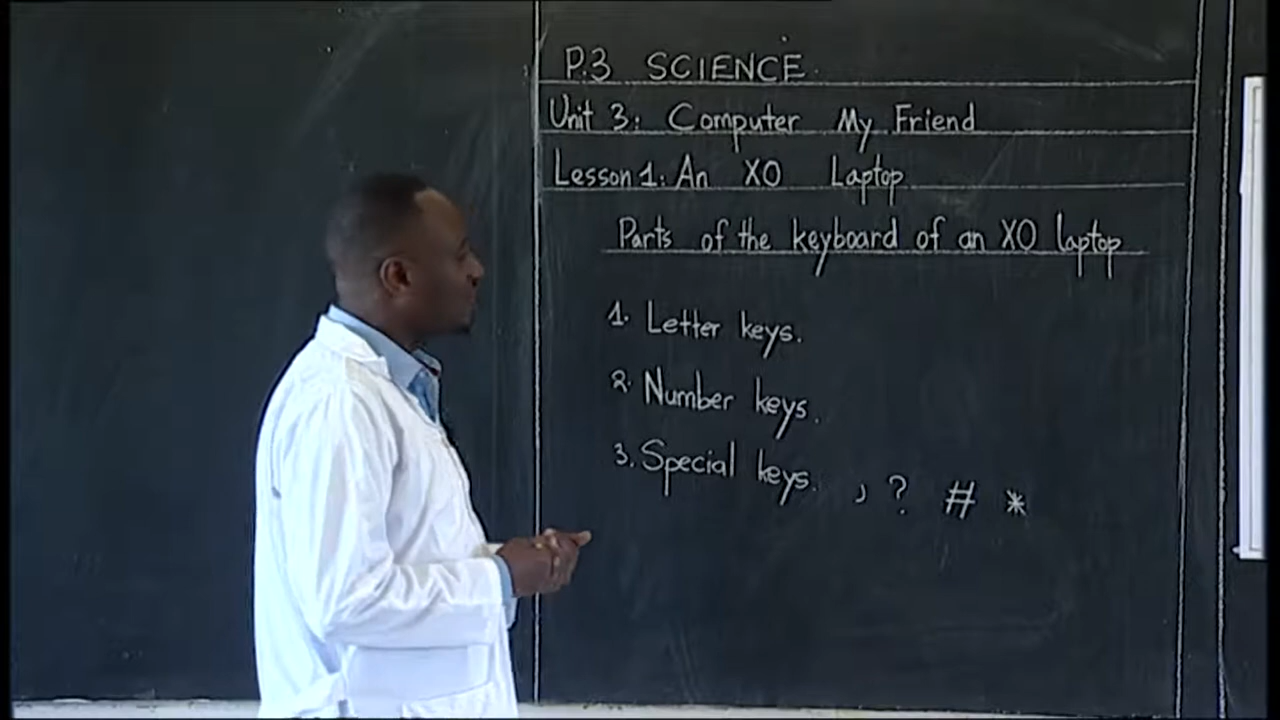 P.3 SCIENCE.
Unit 3: Computer My Friend
Lesson 1: An XO Laptop
Parts of the keyboard of an XO laptop
1. Letter keys.
2. Number keys.
3. Special keys. , ? # *